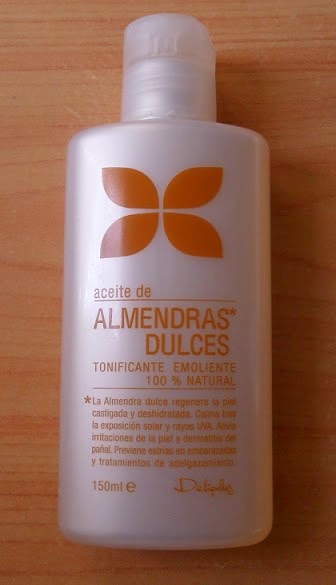 aceite de
ALMENDRAS*
DULCES
TONIFICANTE EMOLIENTE
100 % NATURAL
*La Almendra dulce regenera la piel
castigada y deshidratada. Calma tras
la exposición solar y rayos UVA. Alivia
irritaciones de la piel y dermatitis del
pañal. Previene estrías en embarazadas
y tratamientos de adelgazamiento.
150ml e Deliplus